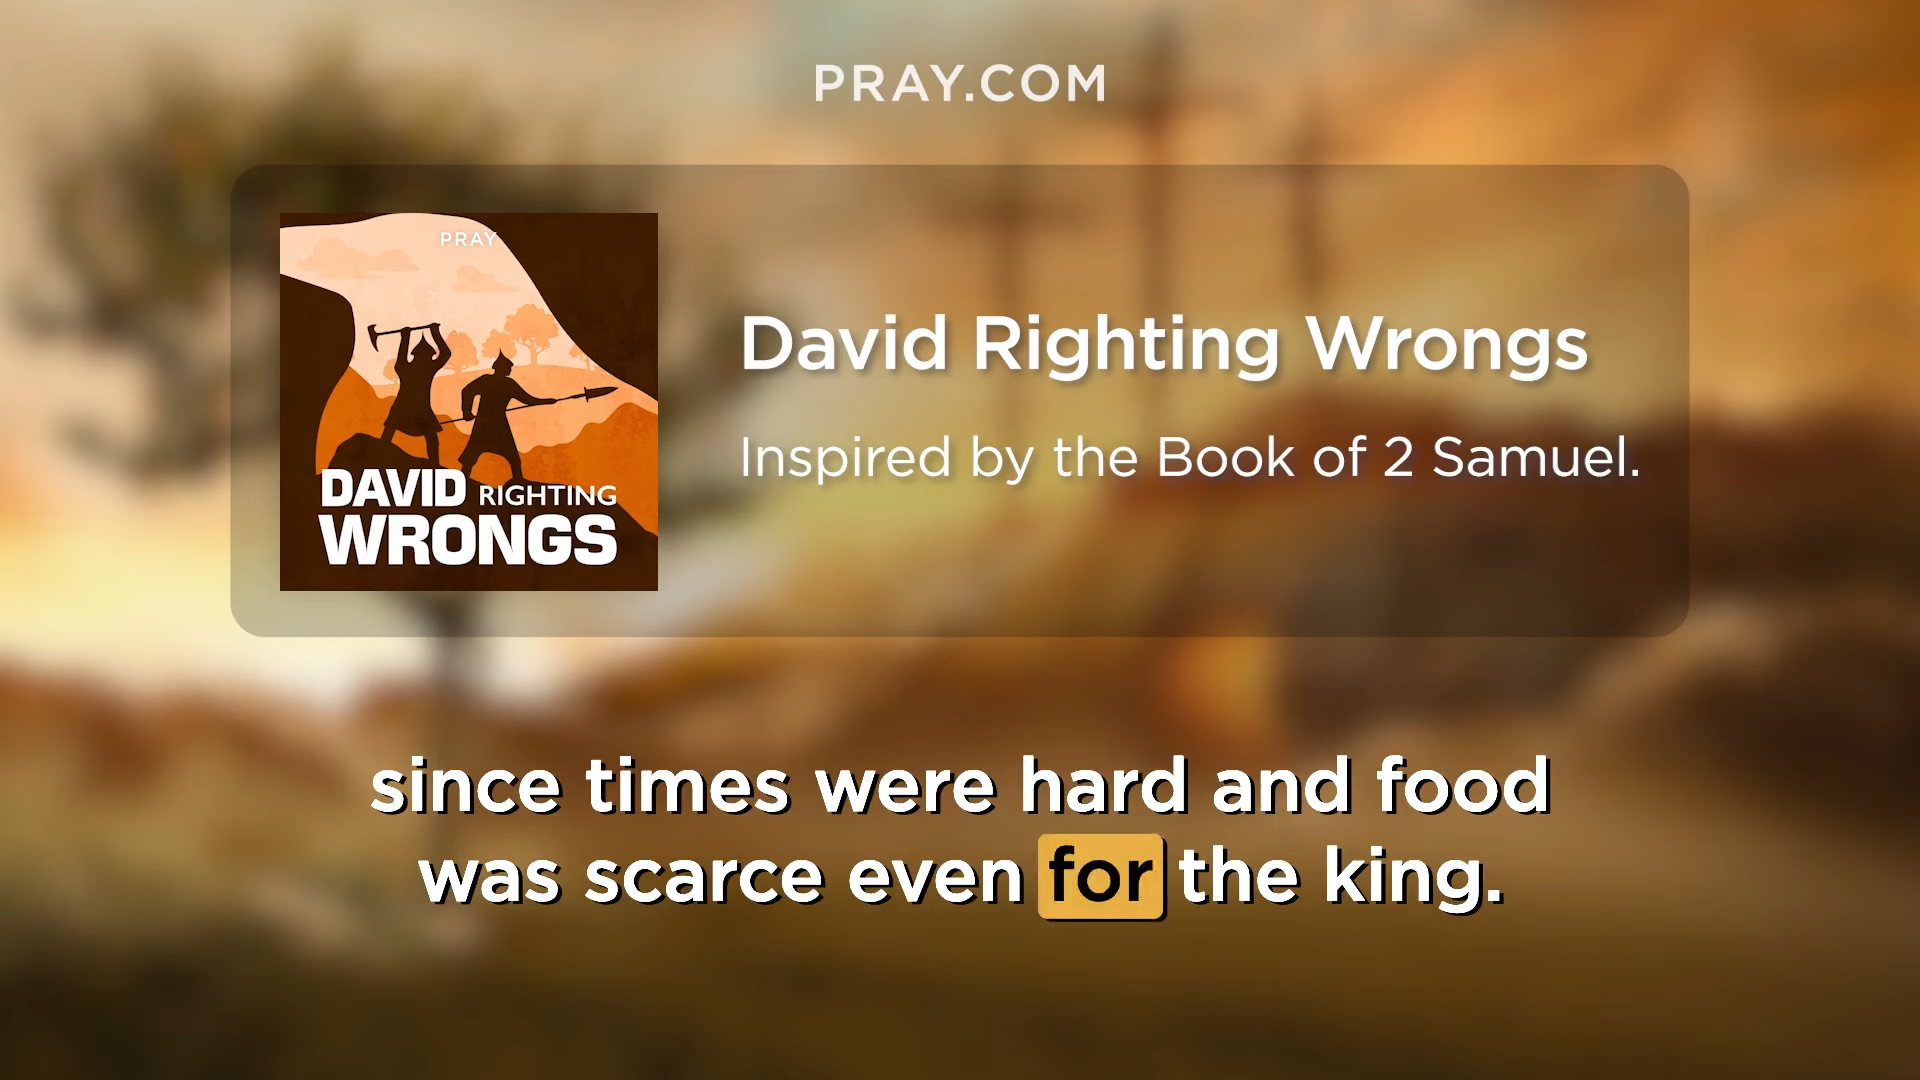 PRAY.COM
PRAY
DAVID RIGHTING
WRONGS
David Righting Wrongs
Inspired by the Book of 2 Samuel.
since times were hard and food
was scarce even for the king.